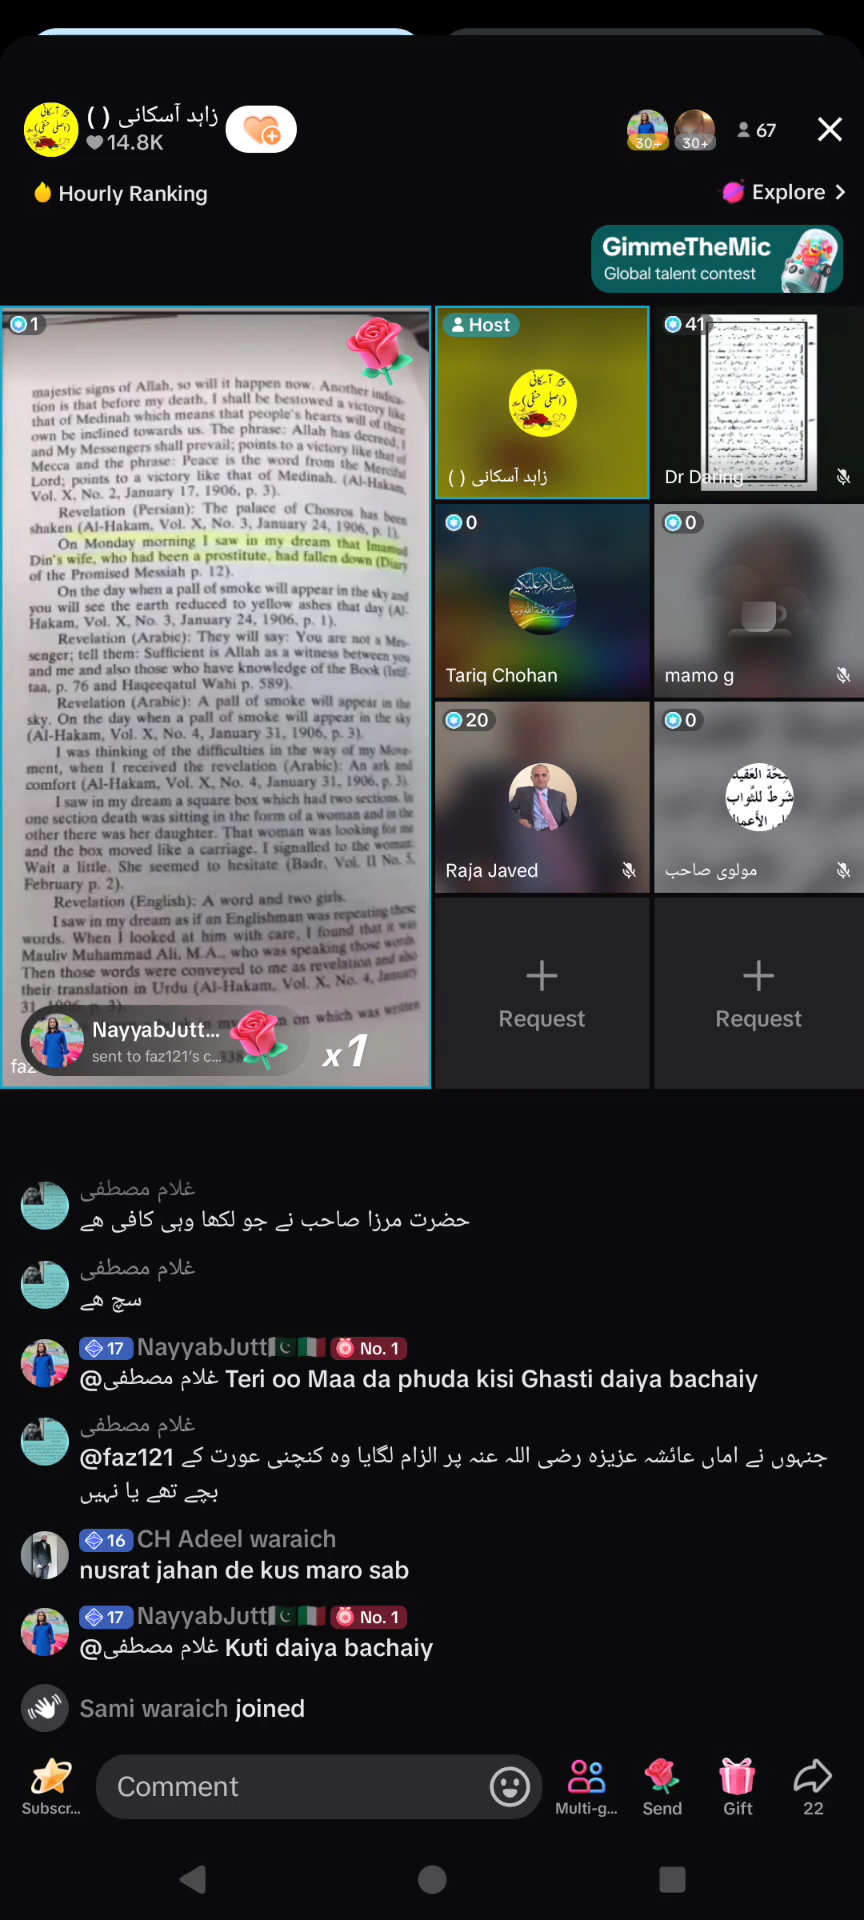 زاہد آسکانی ( )
14.8K
30+
30+
67
Hourly Ranking
Explore
GimmeTheMic
Global talent contest
1
majestic signs of Allah, so will it happen now. Another indica-
tion is that before my death, I shall be bestowed a victory like
that of Medinah which means that people's hearts will of their
own be inclined towards us. The phrase: Allah has decreed, I
and My Messengers shall prevail; points to a victory like that of
Mecca and the phrase: Peace is the word from the Merciful
Lord; points to a victory like that of Medinah. (Al-Hakam,
Vol. X, No. 2, January 17, 1906, p. 3).
Revelation (Persian): The palace of Chosros has been
shaken (Al-Hakam, Vol. X, No. 3, January 24, 1906, p. 1).
On Monday morning I saw in my dream that Imamud
Din's wife, who had been a prostitute, had fallen down (Diary
of the Promised Messiah p. 12).
On the day when a pall of smoke will appear in the sky and
you will see the earth reduced to yellow ashes that day (Al-
Hakam, Vol. X, No. 3, January 24, 1906, p. 1).
Revelation (Arabic): They will say: You are not a Mes-
senger; tell them: Sufficient is Allah as a witness between you
and me and also those who have knowledge of the Book (Istif-
taa, p. 76 and Haqeeqatul Wahi p. 589).
Revelation (Arabic): A pall of smoke will appear in the
sky. On the day when a pall of smoke will appear in the sky
(Al-Hakam, Vol. X, No. 4, January 31, 1906, p. 3).
I was thinking of the difficulties in the way of my Move-
ment, when I received the revelation (Arabic): An ark and
comfort (Al-Hakam, Vol. X, No. 4, January 31, 1906, p. 3).
I saw in my dream a square box which had two sections. In
one section death was sitting in the form of a woman and in the
other there was her daughter. That woman was looking for me
and the box moved like a carriage. I signalled to the woman:
Wait a little. She seemed to hesitate (Badr, Vol. II No. 5,
February p. 2).
Revelation (English): A word and two girls.
I saw in my dream as if an Englishman was repeating these
words. When I looked at him with care, I found that it was
Mauliv Muhammad Ali, M.A., who was speaking those words.
Then those words were conveyed to me as revelation and also
their translation in Urdu (Al-Hakam, Vol. X, No. 4, January
31, 1906, p. 3).
on which was written
338
NayyabJutt...
sent to faz121's c...
x1
faz
Host
پیر آسکانی
(اصلی حنفی)
زاہد آسکانی ( )
41
Dr Daring
0
Tariq Chohan
0
mamo g
20
Raja Javed
0
شَرطٌ للثَّواب
مولوی صاحب
Request
Request
غلام مصطفی
حضرت مرزا صاحب نے جو لکھا وہی کافی ھے
غلام مصطفی
سچ ھے
17 NayyabJutt No. 1
@غلام مصطفی Teri oo Maa da phuda kisi Ghasti daiya bachaiy
غلام مصطفی
@faz121 جنہوں نے اماں عائشہ عزیزہ رضی اللہ عنہ پر الزام لگایا وہ کنچنی عورت کے
بچے تھے یا نہیں
16 CH Adeel waraich
nusrat jahan de kus maro sab
17 NayyabJutt No. 1
@غلام مصطفی Kuti daiya bachaiy
Sami waraich joined
Comment
Subscr...
Multi-g...
Send
Gift
22